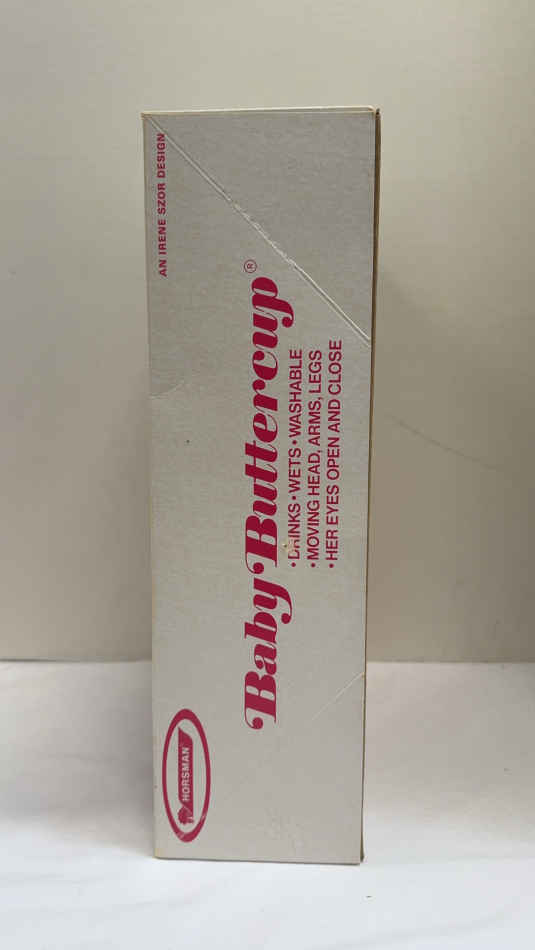 AN IRENE SZOR DESIGN
Baby Buttercup®
• DRINKS • WETS • WASHABLE
• MOVING HEAD, ARMS, LEGS
• HER EYES OPEN AND CLOSE
HORSMAN